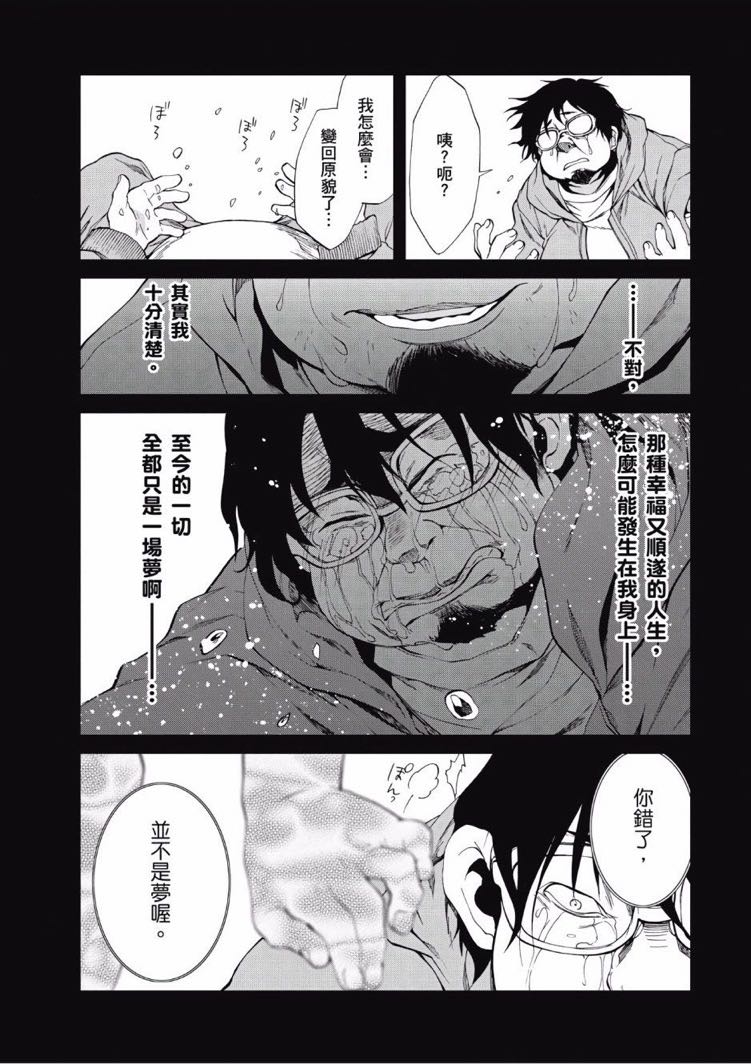 咦？呃？
我怎麼會…
變回原貌了…
ぼろ
ぼろ
ぼろ
…——不對，
其實我
十分清楚。
那種幸福又順遂的人生，
怎麼可能發生在我身上——…
至今的一切
全都只是一場夢啊——…
你錯了，
ぽんっ
並不是夢喔。